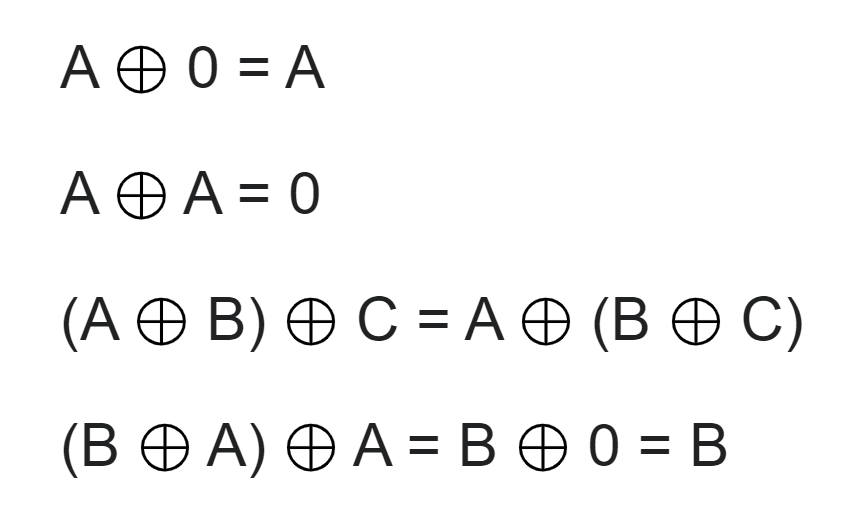 A ⊕ 0 = A
A ⊕ A = 0
(A ⊕ B) ⊕ C = A ⊕ (B ⊕ C)
(B ⊕ A) ⊕ A = B ⊕ 0 = B